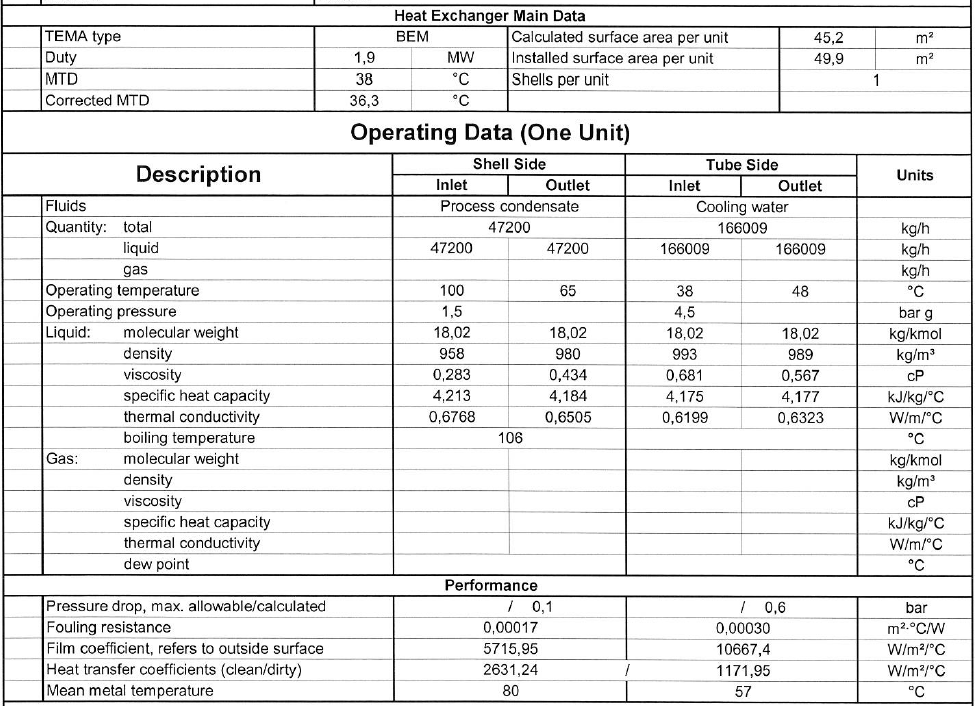 Heat Exchanger Main Data
TEMA type BEM Calculated surface area per unit 45,2 m²
Duty 1,9 MW Installed surface area per unit 49,9 m²
MTD 38 °C Shells per unit 1
Corrected MTD 36,3 °C
Operating Data (One Unit)
Description Shell Side Tube Side Units
Inlet Outlet Inlet Outlet
Fluids Process condensate Cooling water
Quantity: total 47200 166009 kg/h
liquid 47200 47200 166009 166009 kg/h
gas kg/h
Operating temperature 100 65 38 48 °C
Operating pressure 1,5 4,5 bar g
Liquid: molecular weight 18,02 18,02 18,02 18,02 kg/kmol
density 958 980 993 989 kg/m³
viscosity 0,283 0,434 0,681 0,567 cP
specific heat capacity 4,213 4,184 4,175 4,177 kJ/kg/°C
thermal conductivity 0,6768 0,6505 0,6199 0,6323 W/m/°C
boiling temperature 106 °C
Gas: molecular weight kg/kmol
density kg/m³
viscosity cP
specific heat capacity kJ/kg/°C
thermal conductivity W/m/°C
dew point °C
Performance
Pressure drop, max. allowable/calculated / 0,1 / 0,6 bar
Fouling resistance 0,00017 0,00030 m²·°C/W
Film coefficient, refers to outside surface 5715,95 10667,4 W/m²/°C
Heat transfer coefficients (clean/dirty) 2631,24 / 1171,95 W/m²/°C
Mean metal temperature 80 57 °C